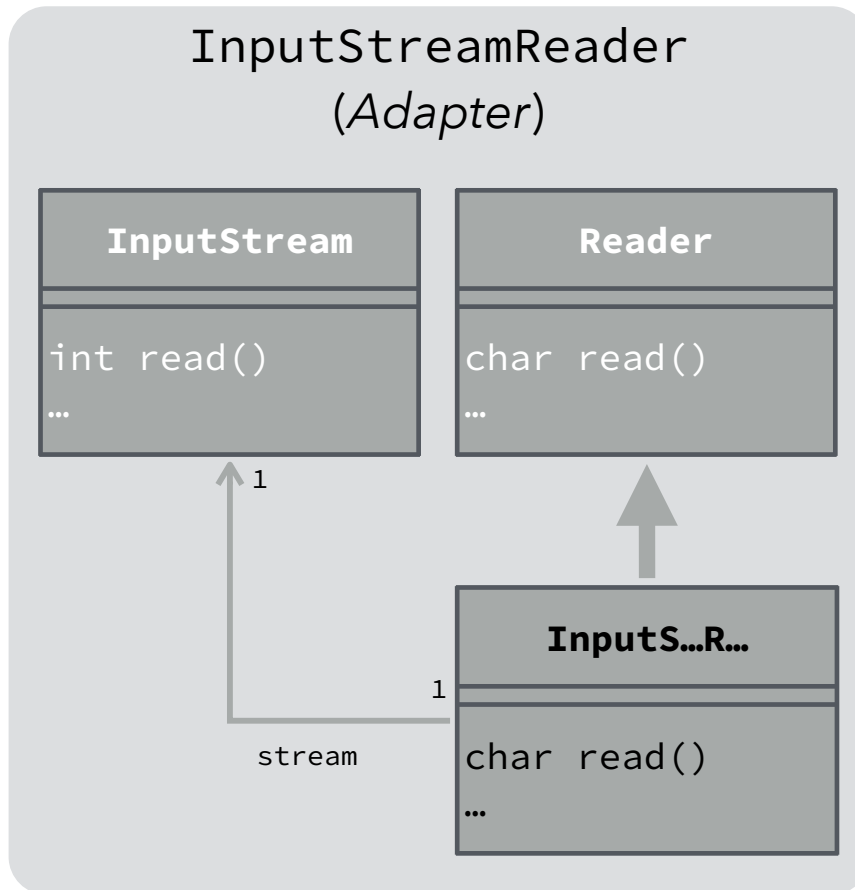 InputStreamReader
(Adapter)
InputStream
int read()
…
Reader
char read()
…
1
InputS…R…
char read()
…
1
stream